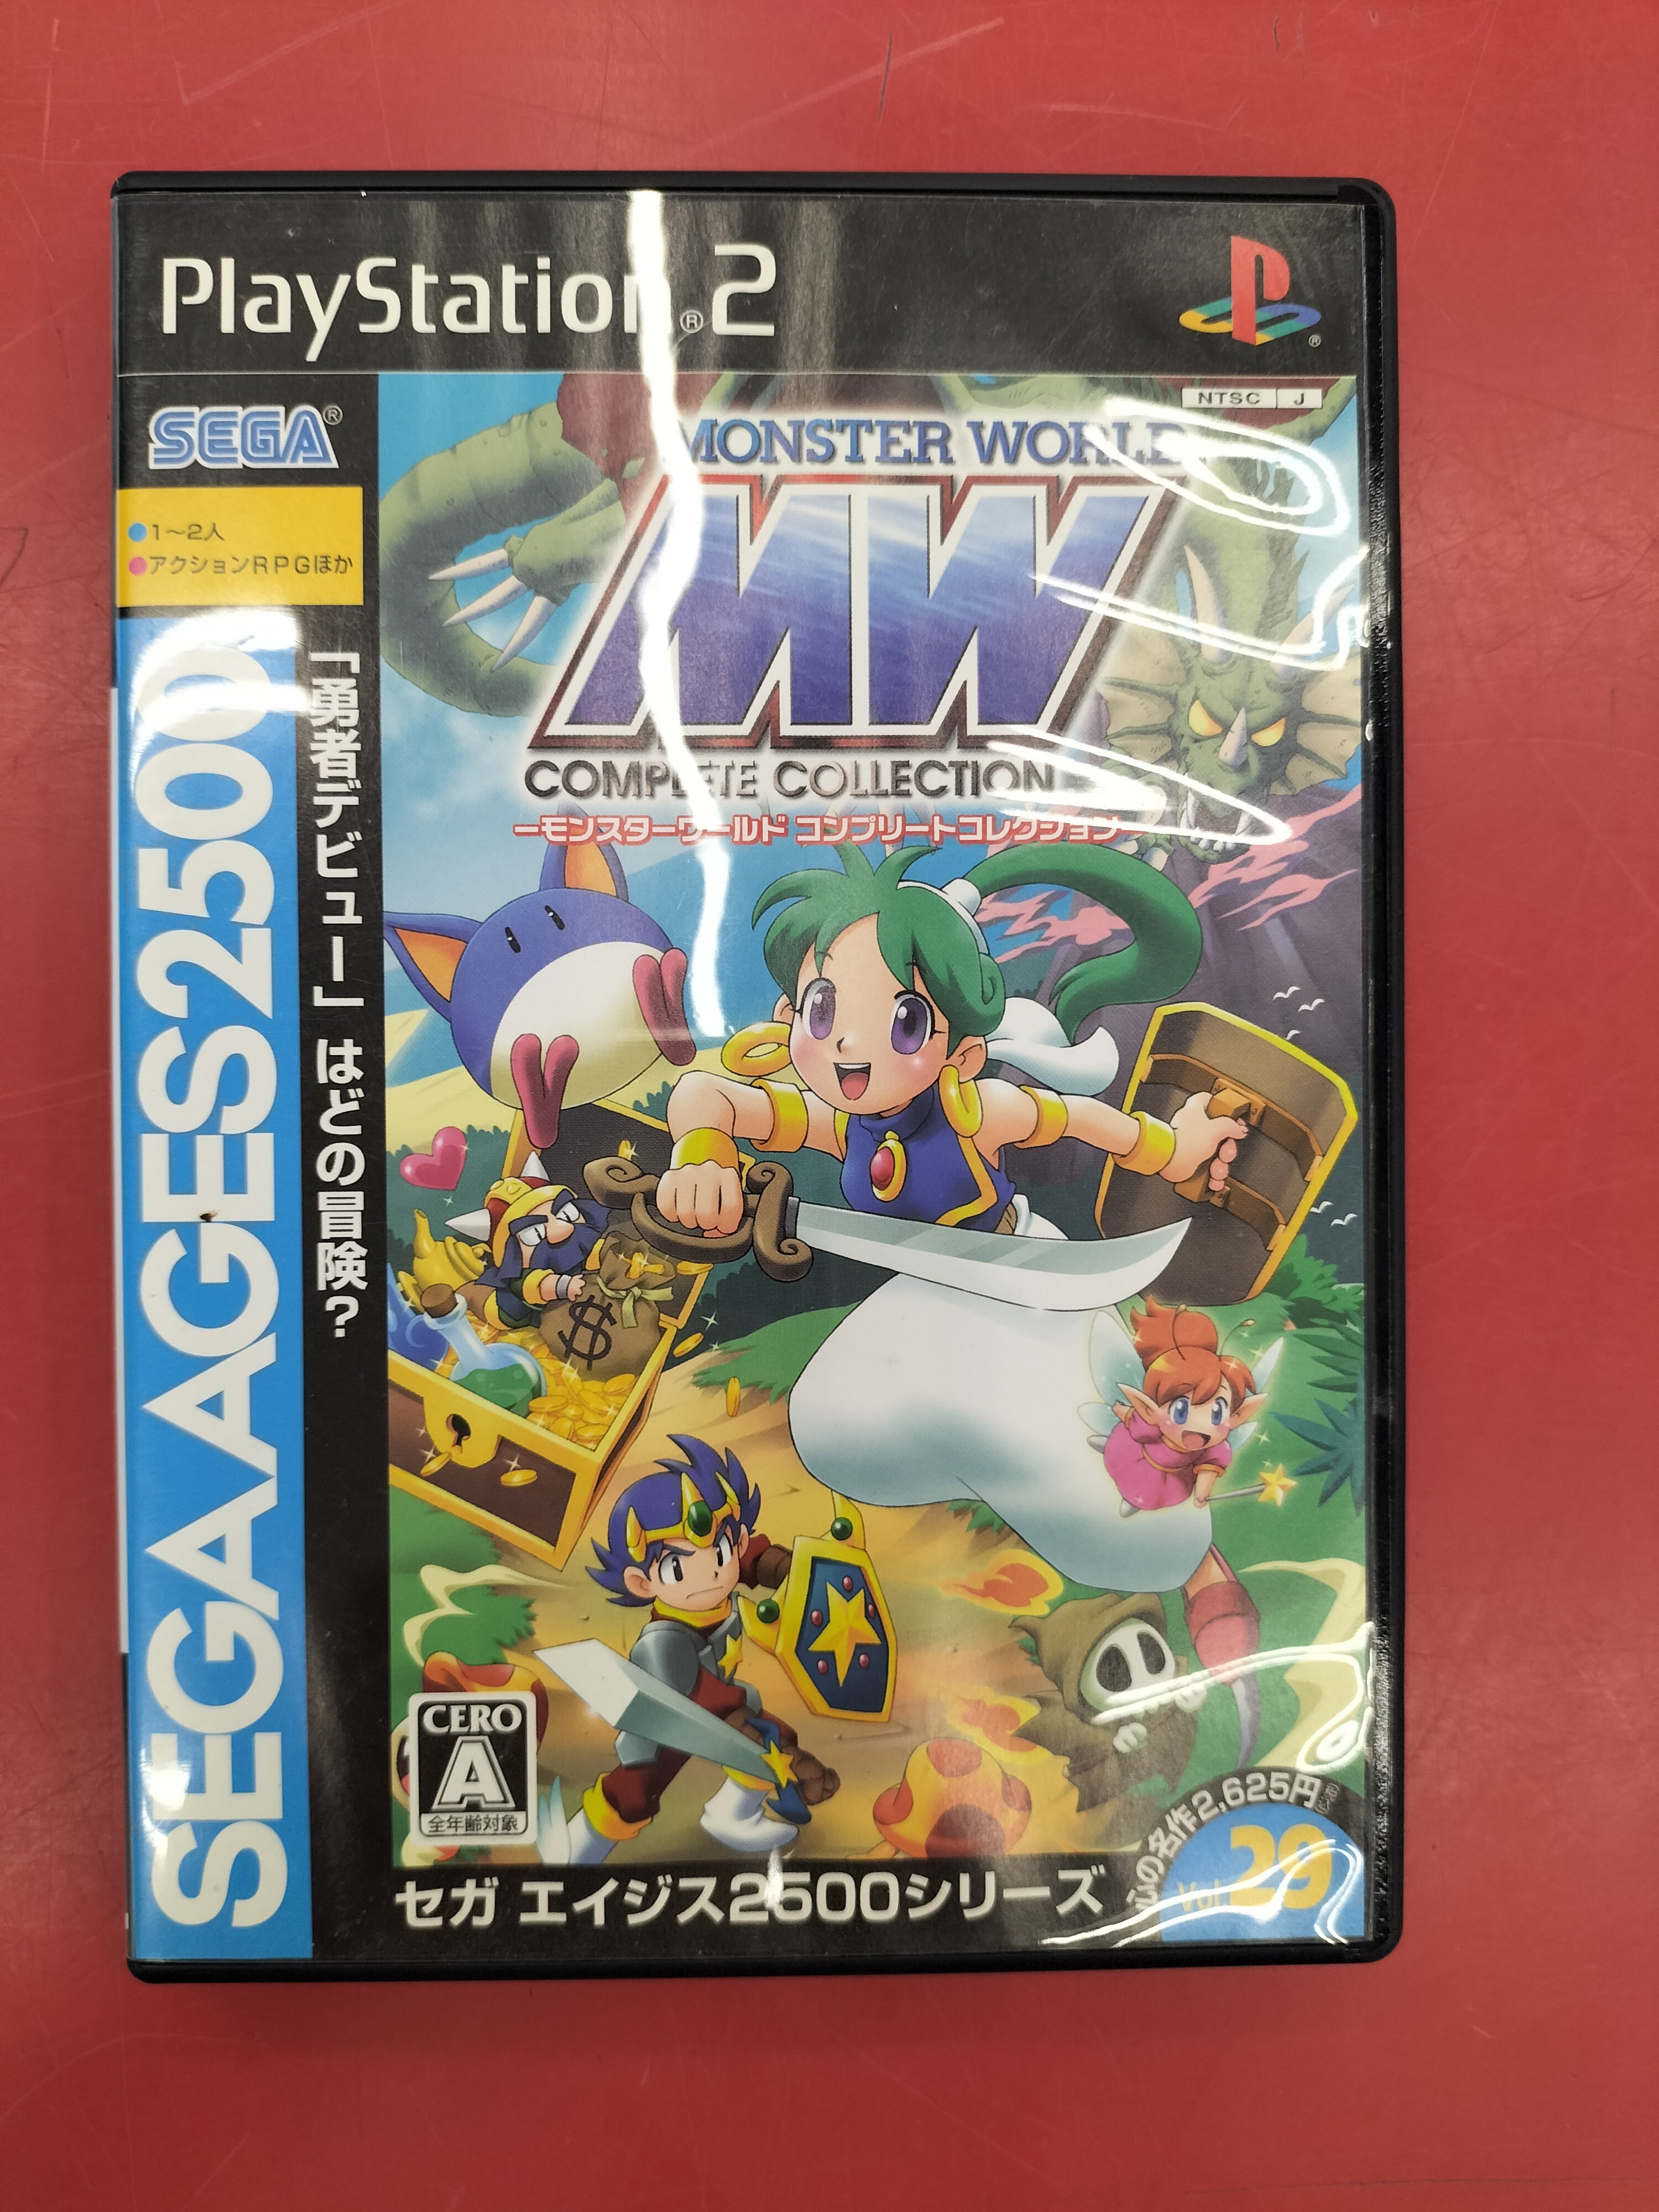 PlayStation®2
NTSC J
SEGA®
1～2人
アクションRPGほか
SEGA AGES2500
「勇者デビュー」はどの冒険？
MONSTER WORLD
MW
COMPLETE COLLECTION
ーモンスターワールド コンプリートコレクションー
$
CERO
A
全年齢対象
セガ エイジス2500シリーズ
心の名作2,625円
Vol.29